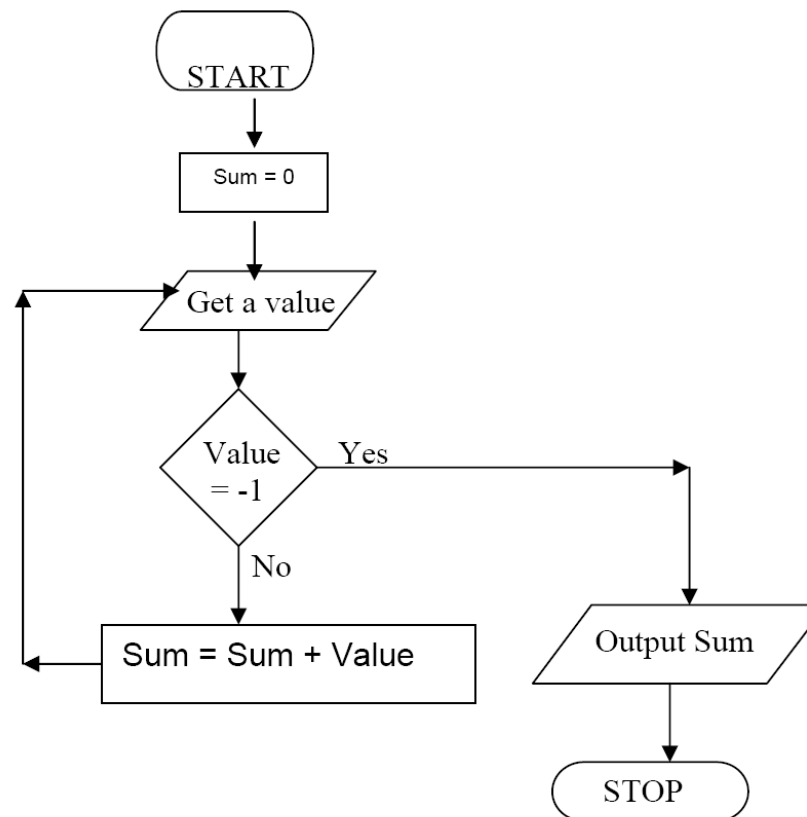 START
Sum = 0
Get a value
Value
= -1
Yes
No
Sum = Sum + Value
Output Sum
STOP